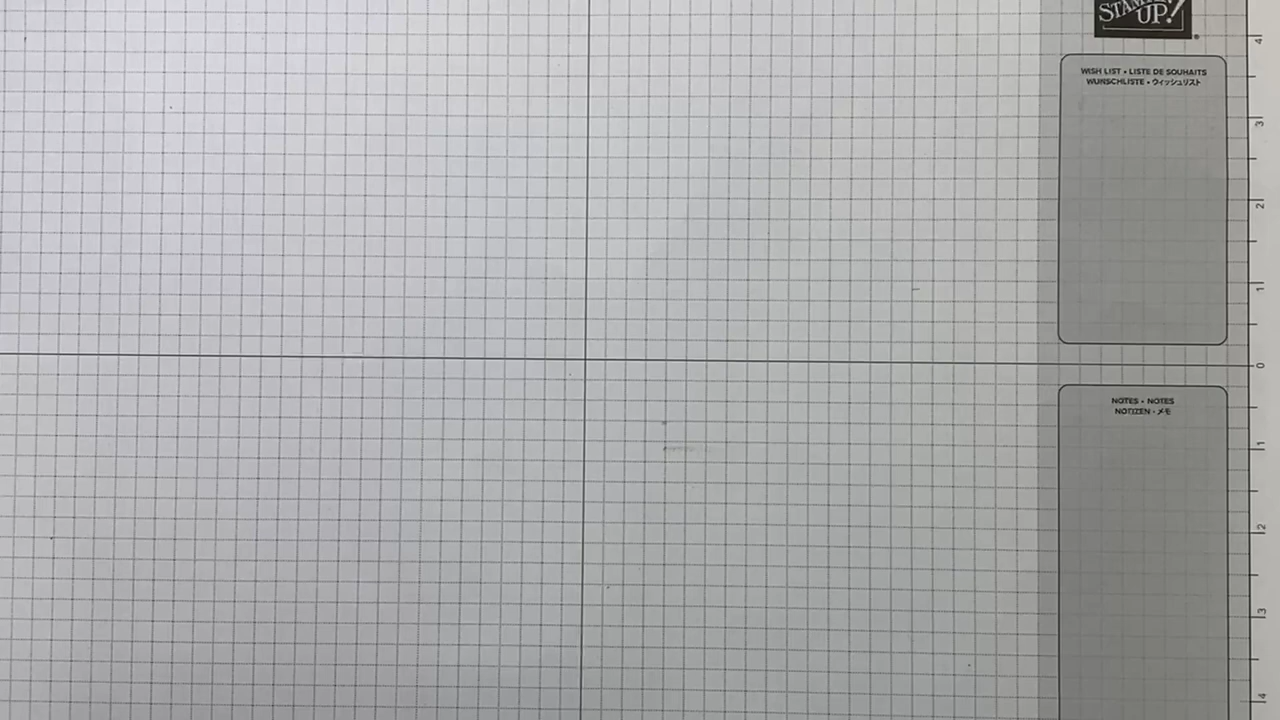 STAMPIN'
UP!®
4
WISH LIST • LISTE DE SOUHAITS
WUNSCHLISTE • ウィッシュリスト
3
2
1
0
NOTES • NOTES
NOTIZEN • メモ
1
2
3
4